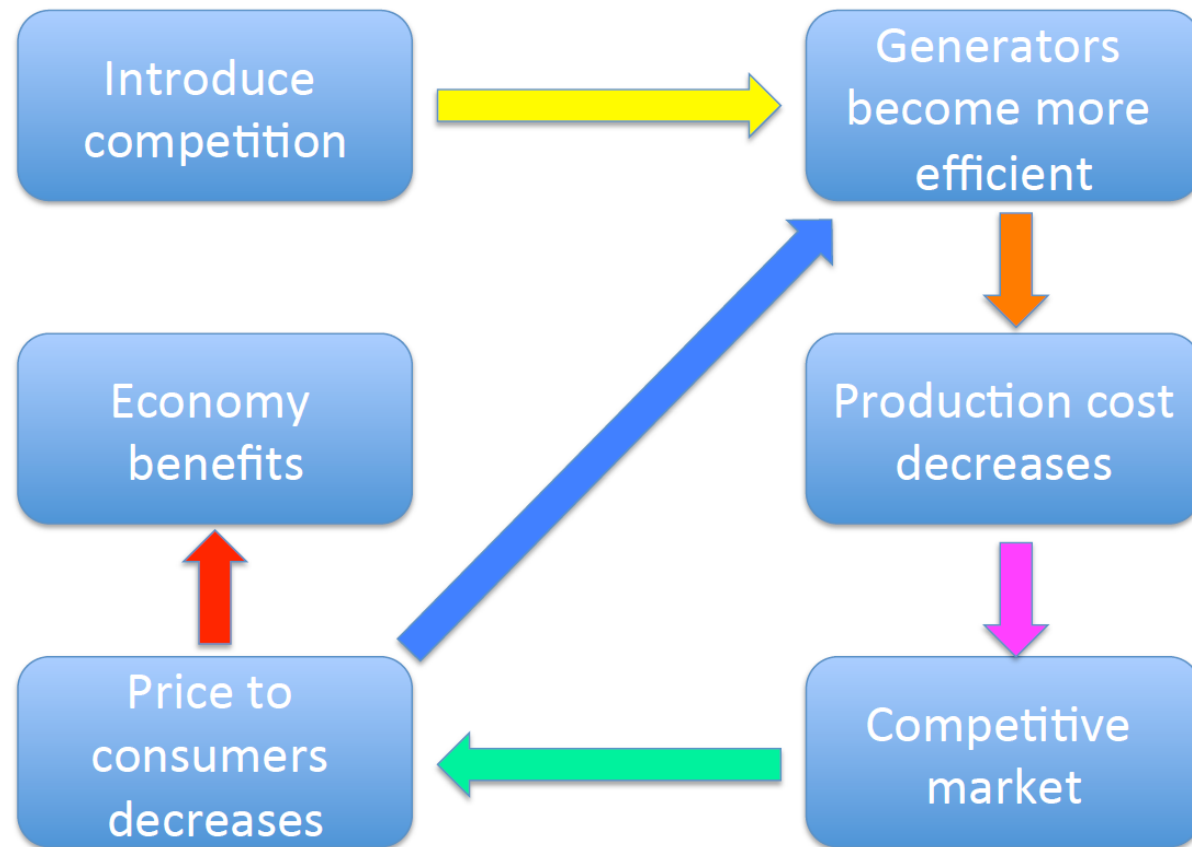 Introduce
competition
Generators
become more
efficient
Economy
benefits
Production cost
decreases
Price to
consumers
decreases
Competitive
market